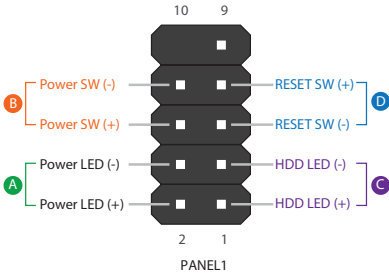 10 9
Power SW (-) RESET SW (+)
B D
Power SW (+) RESET SW (-)
Power LED (-) HDD LED (-)
A C
Power LED (+) HDD LED (+)
2 1
PANEL1